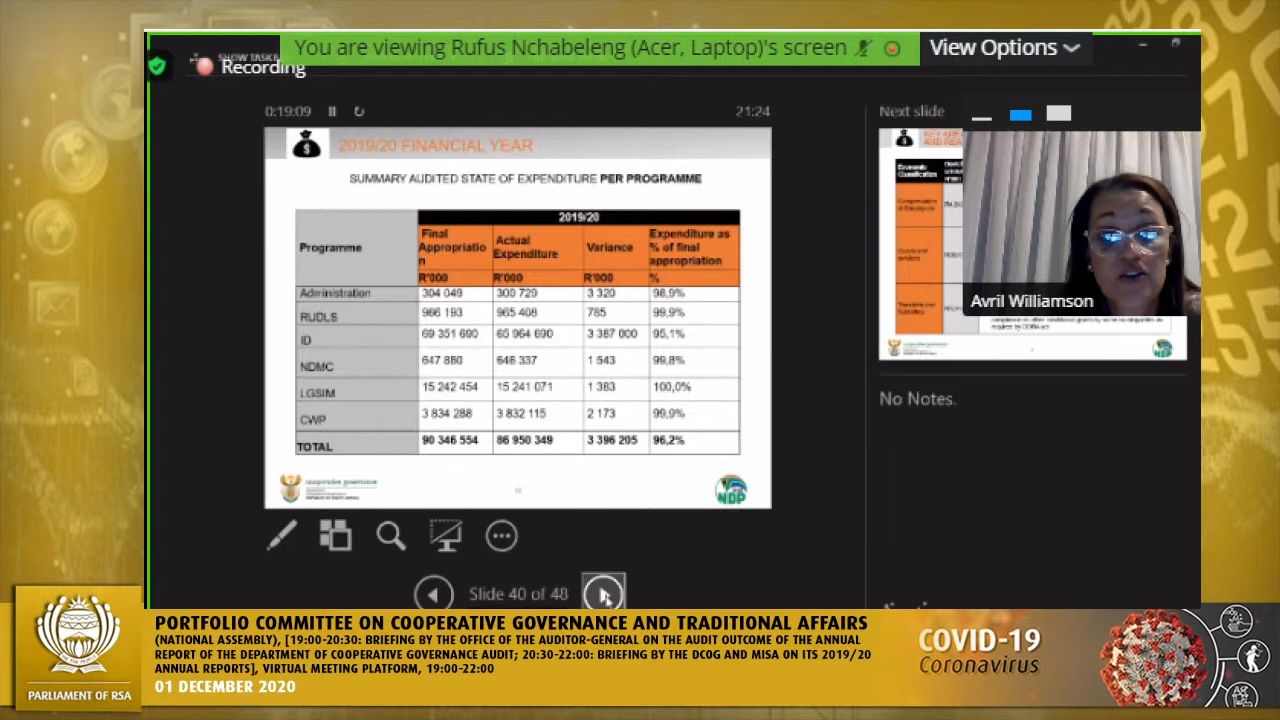 You are viewing Rufus Nchabeleng (Acer, Laptop)'s screen
View Options
Recording
0:19:09
21:24
Next slide
2019/20 FINANCIAL YEAR
SUMMARY AUDITED STATE OF EXPENDITURE PER PROGRAMME
2019/20
Programme
Final Appropriatio n
Actual Expenditure
Variance
Expenditure as % of final appropriation
R'000 R'000 R'000 %
Administration 304 049 300 729 3 320 98,9%
RUDLS 966 193 965 408 785 99,9%
ID 69 351 690 65 964 690 3 387 000 95,1%
NDMC 647 880 646 337 1 543 99,8%
LGSIM 15 242 454 15 241 071 1 383 100,0%
CWP 3 834 288 3 832 115 2 173 99,9%
TOTAL 90 346 554 86 950 349 3 396 205 96,2%
cooperative governance
NDP
Avril Williamson
No Notes.
Slide 40 of 48
PORTFOLIO COMMITTEE ON COOPERATIVE GOVERNANCE AND TRADITIONAL AFFAIRS
(NATIONAL ASSEMBLY), [19:00-20:30: BRIEFING BY THE OFFICE OF THE AUDITOR-GENERAL ON THE AUDIT OUTCOME OF THE ANNUAL
REPORT OF THE DEPARTMENT OF COOPERATIVE GOVERNANCE AUDIT; 20:30-22:00: BRIEFING BY THE DCOG AND MISA ON ITS 2019/20
ANNUAL REPORTS], VIRTUAL MEETING PLATFORM, 19:00-22:00
01 DECEMBER 2020
PARLIAMENT OF RSA
COVID-19
Coronavirus